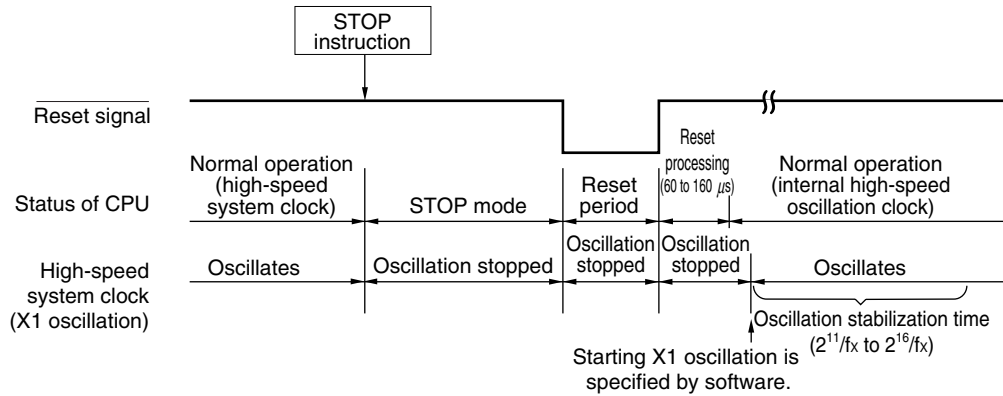 STOP
instruction
Reset signal
Reset
processing
(60 to 160 μs)
Status of CPU
Normal operation
(high-speed
system clock)
STOP mode
Reset
period
Normal operation
(internal high-speed
oscillation clock)
High-speed
system clock
(X1 oscillation)
Oscillates
Oscillation stopped
Oscillation
stopped
Oscillation
stopped
Oscillates
Oscillation stabilization time
(2¹¹/fx to 2¹⁶/fx)
Starting X1 oscillation is
specified by software.